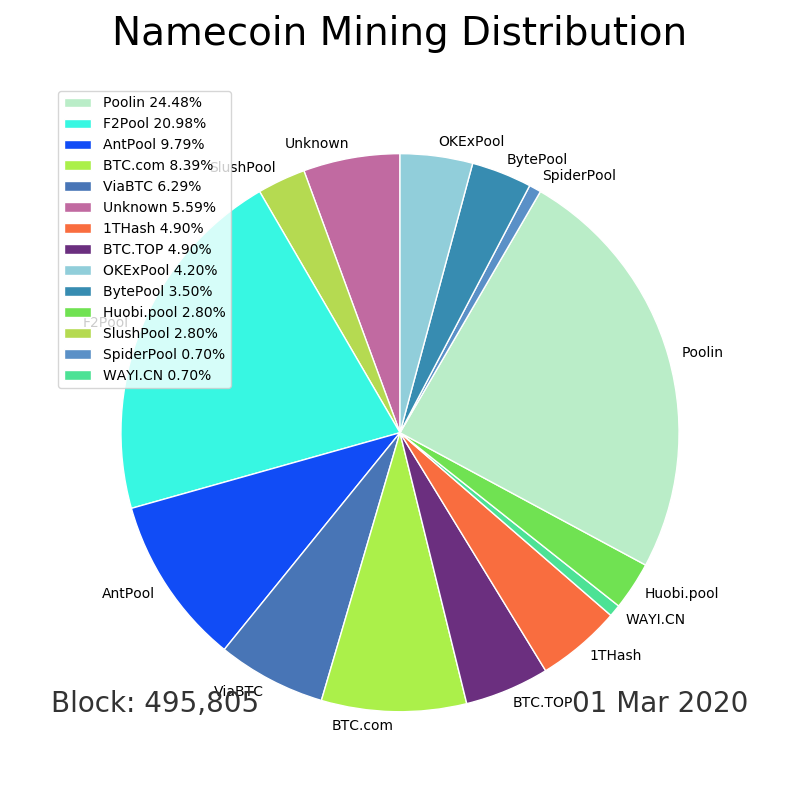 Namecoin Mining Distribution
Poolin 24.48%
F2Pool 20.98%
AntPool 9.79%
BTC.com 8.39%
ViaBTC 6.29%
Unknown 5.59%
1THash 4.90%
BTC.TOP 4.90%
OKExPool 4.20%
BytePool 3.50%
Huobi.pool 2.80%
SlushPool 2.80%
SpiderPool 0.70%
WAYI.CN 0.70%
Unknown
OKExPool
BytePool
SlushPool
SpiderPool
F2Pool
Poolin
AntPool
Huobi.pool
WAYI.CN
1THash
ViaBTC
BTC.TOP
BTC.com
Block: 495,805
01 Mar 2020